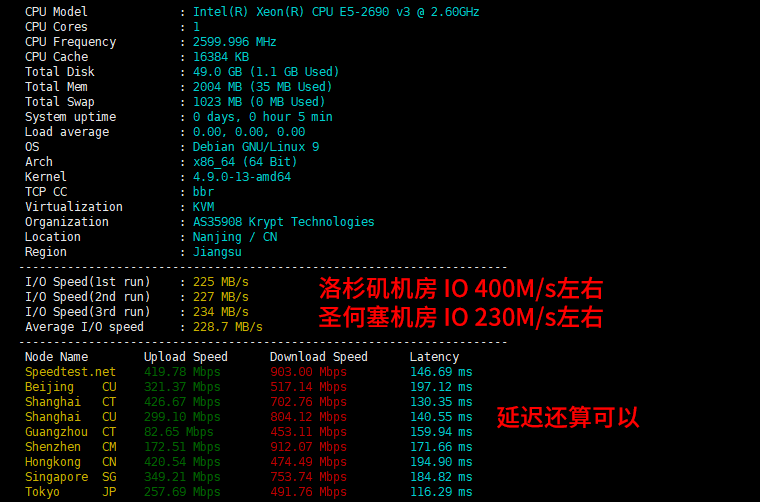 CPU Model : Intel(R) Xeon(R) CPU E5-2690 v3 @ 2.60GHz
CPU Cores : 1
CPU Frequency : 2599.996 MHz
CPU Cache : 16384 KB
Total Disk : 49.0 GB (1.1 GB Used)
Total Mem : 2004 MB (35 MB Used)
Total Swap : 1023 MB (0 MB Used)
System uptime : 0 days, 0 hour 5 min
Load average : 0.00, 0.00, 0.00
OS : Debian GNU/Linux 9
Arch : x86_64 (64 Bit)
Kernel : 4.9.0-13-amd64
TCP CC : bbr
Virtualization : KVM
Organization : AS35908 Krypt Technologies
Location : Nanjing / CN
Region : Jiangsu
----------------------------------------------------------------------
I/O Speed(1st run) : 225 MB/s
洛杉矶机房 IO 400M/s左右
I/O Speed(2nd run) : 227 MB/s
I/O Speed(3rd run) : 234 MB/s
圣何塞机房 IO 230M/s左右
Average I/O speed : 228.7 MB/s
----------------------------------------------------------------------
Node Name Upload Speed Download Speed Latency
Speedtest.net 419.78 Mbps 903.00 Mbps 146.69 ms
Beijing CU 321.37 Mbps 517.14 Mbps 197.12 ms
Shanghai CT 426.67 Mbps 702.76 Mbps 130.35 ms
Shanghai CU 299.10 Mbps 804.12 Mbps 140.55 ms
延迟还算可以
Guangzhou CT 82.65 Mbps 453.11 Mbps 159.94 ms
Shenzhen CM 172.51 Mbps 912.07 Mbps 171.66 ms
Hongkong CN 420.54 Mbps 474.49 Mbps 194.90 ms
Singapore SG 349.21 Mbps 753.74 Mbps 184.82 ms
Tokyo JP 257.69 Mbps 491.76 Mbps 116.29 ms